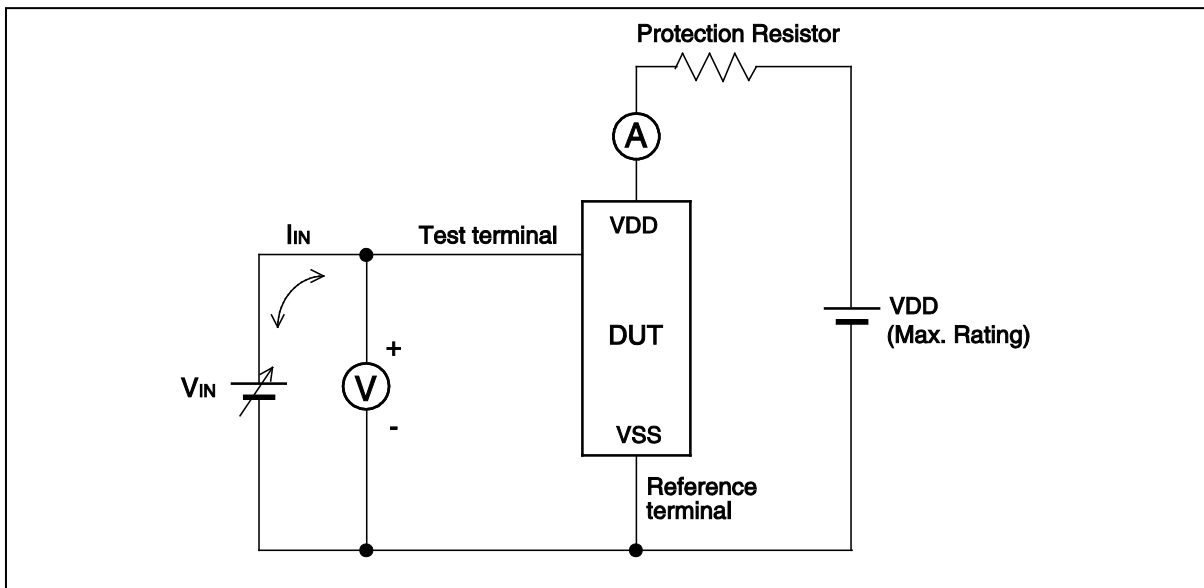 Protection Resistor
A
IIN
Test terminal
VDD
VDD
(Max. Rating)
DUT
+
VIN
V
-
VSS
Reference
terminal